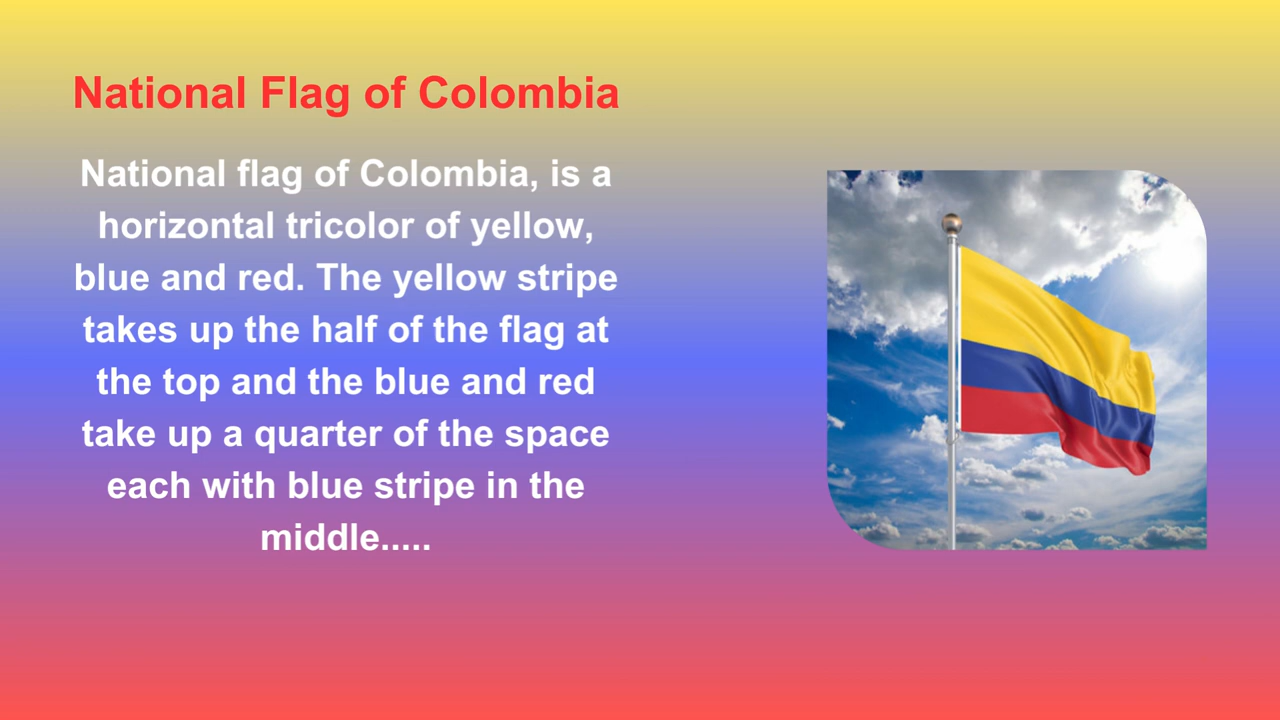 National Flag of Colombia
National flag of Colombia, is a
horizontal tricolor of yellow,
blue and red. The yellow stripe
takes up the half of the flag at
the top and the blue and red
take up a quarter of the space
each with blue stripe in the
middle.....